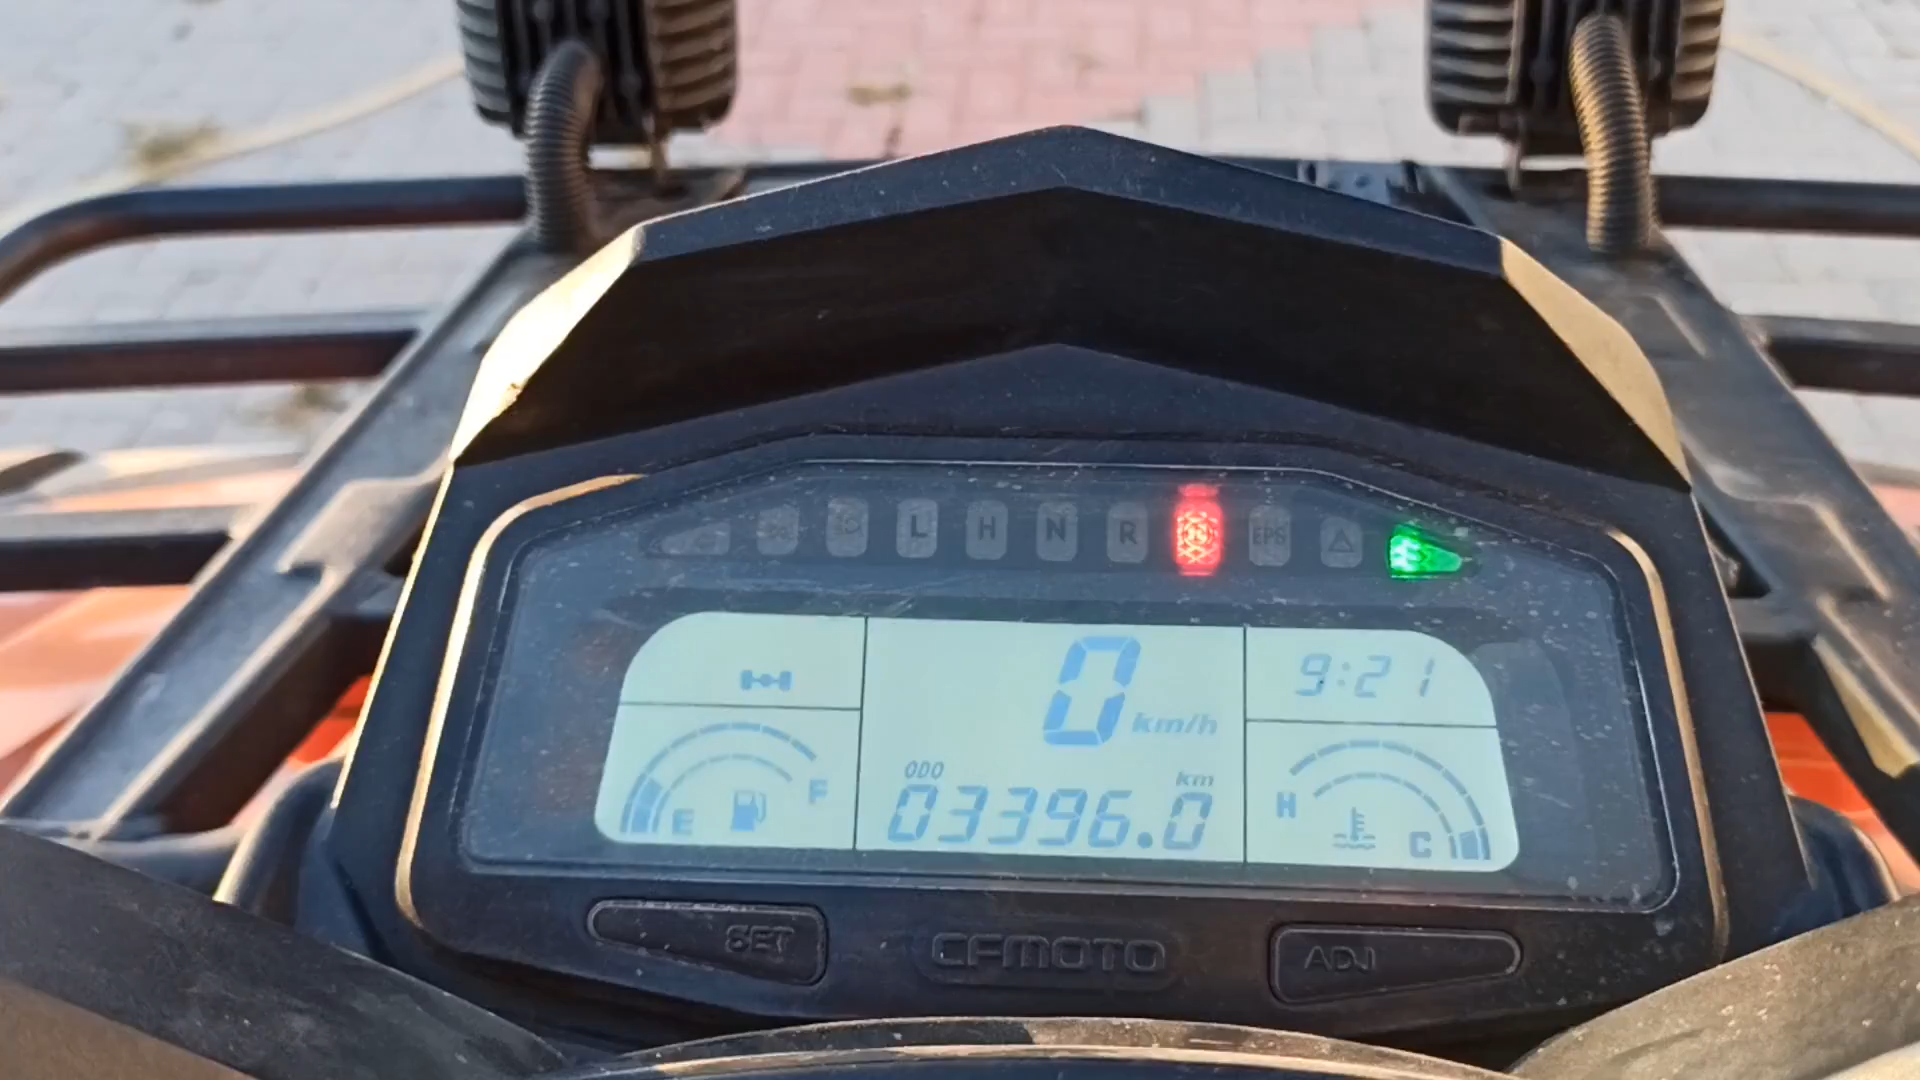 L H N R EPS
0 km/h
9:21
ODO km
03396.0
E F
H C
SET CFMOTO ADJ